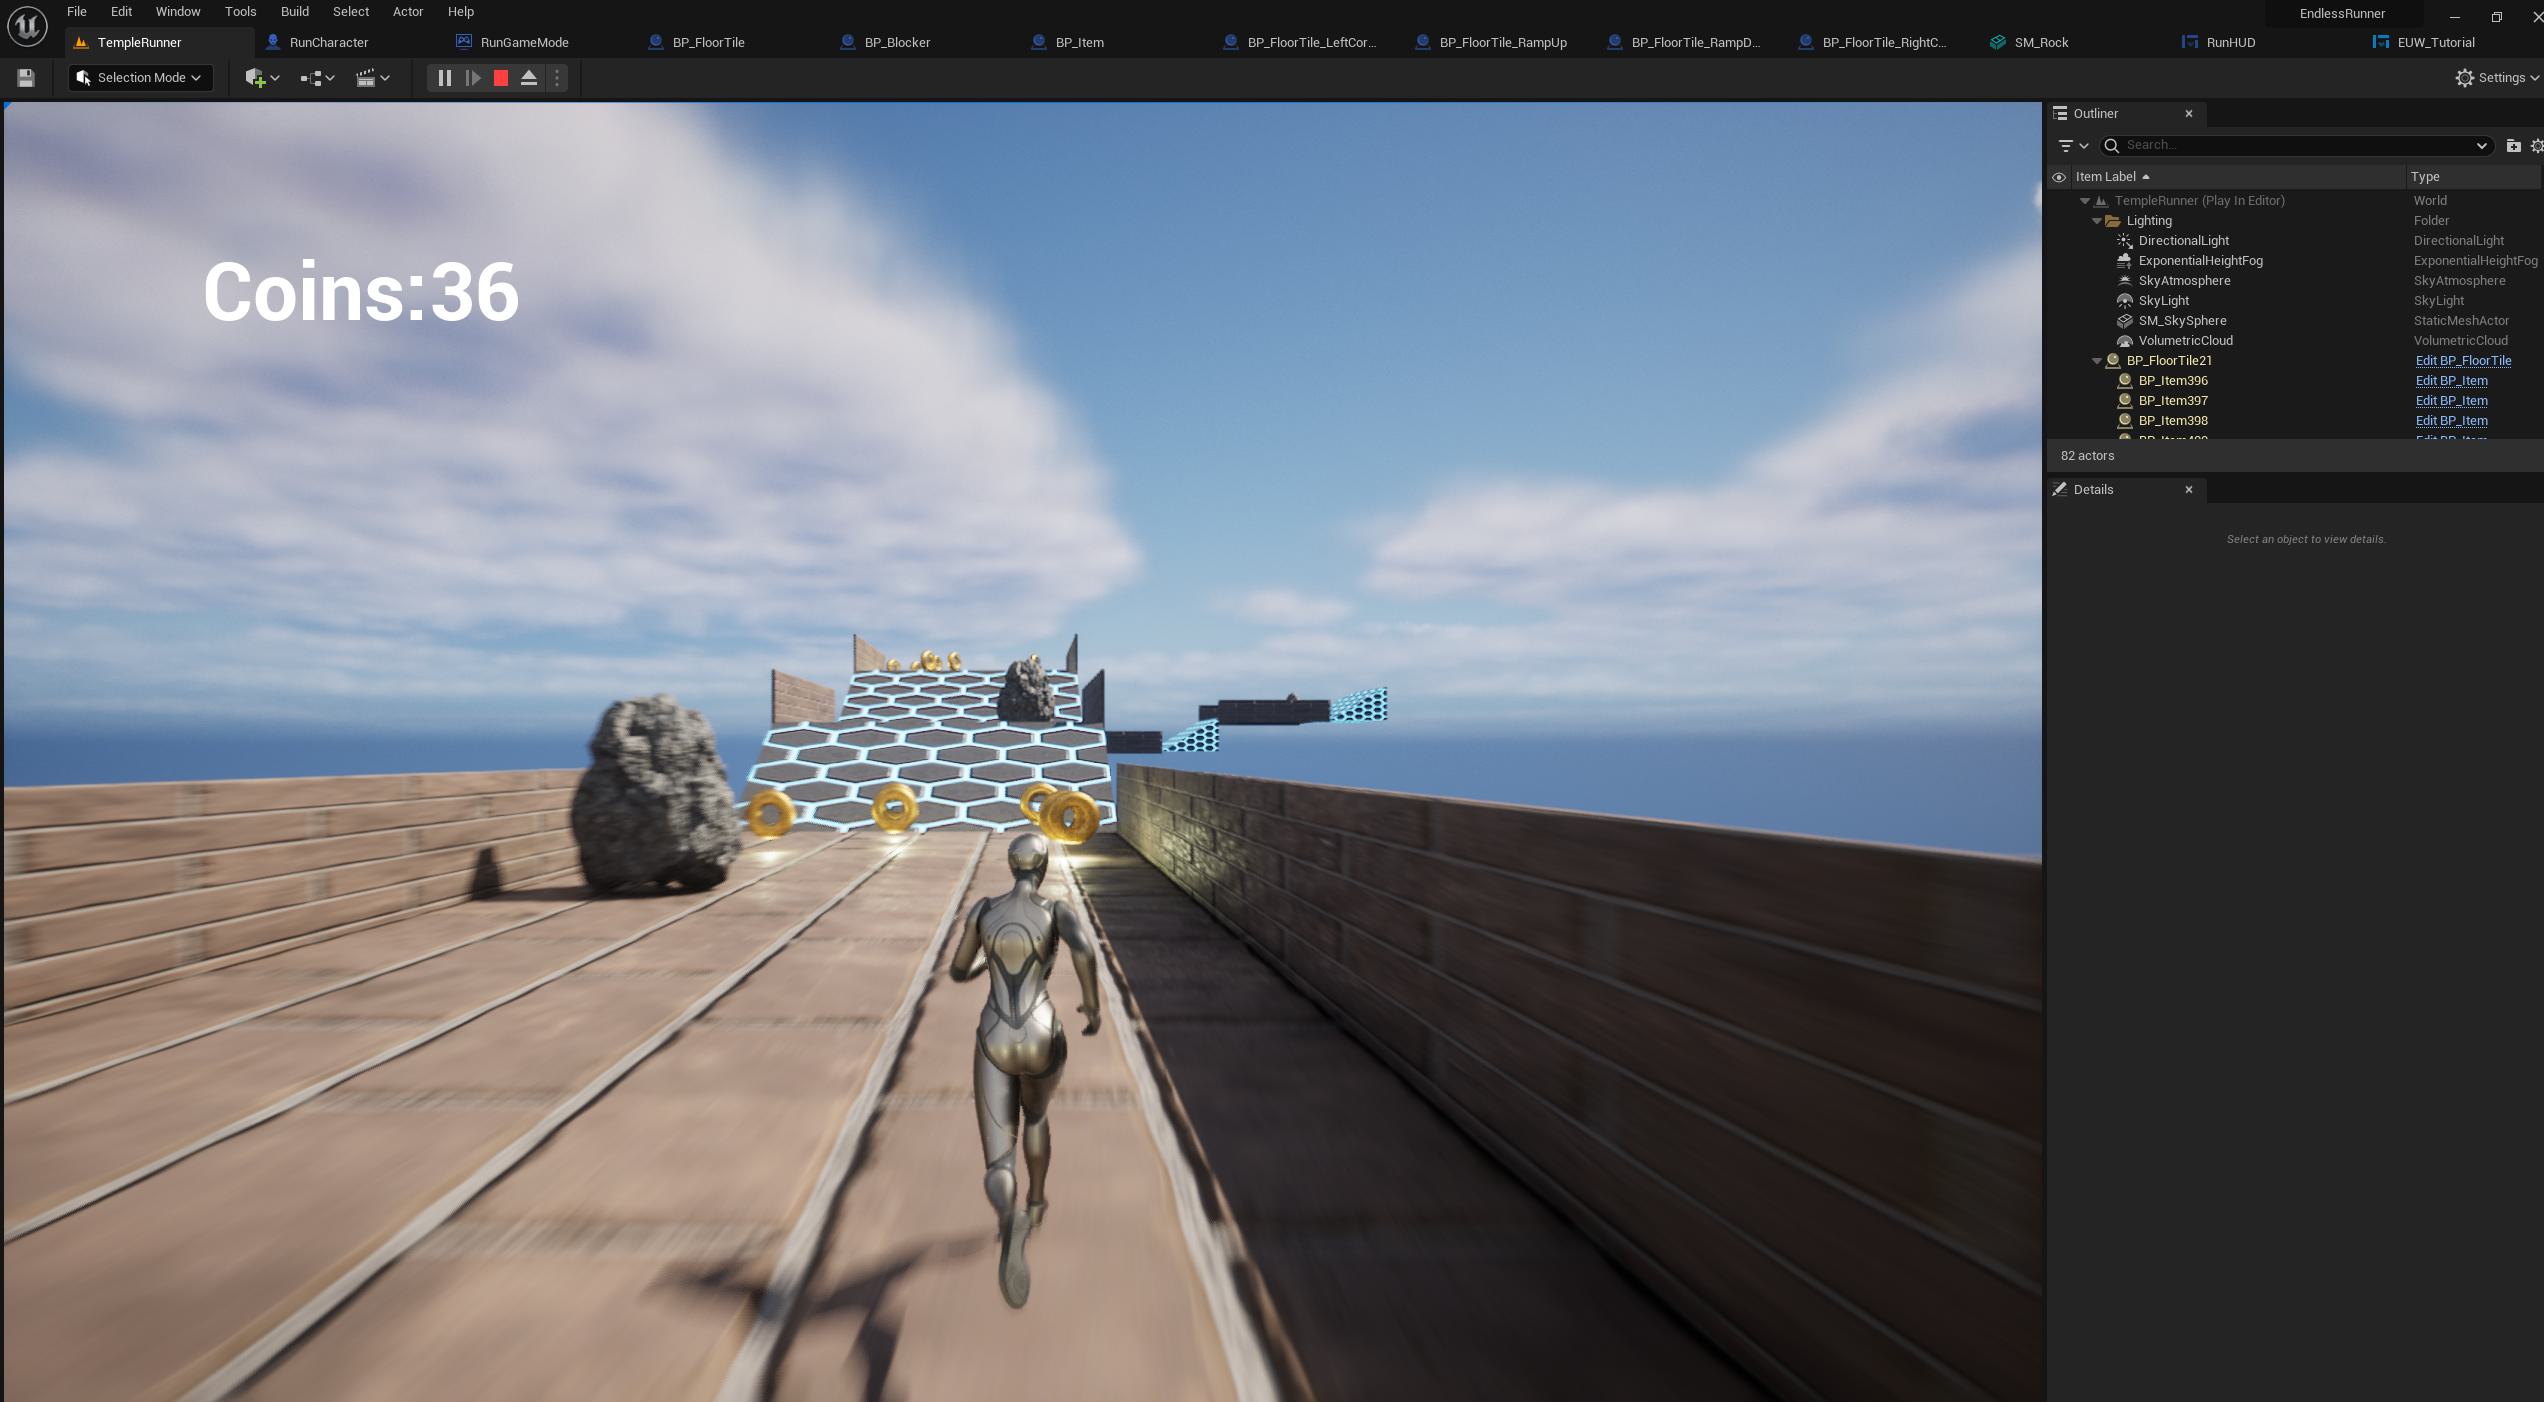 File Edit Window Tools Build Select Actor Help
EndlessRunner
TempleRunner RunCharacter RunGameMode BP_FloorTile BP_Blocker BP_Item BP_FloorTile_LeftCor... BP_FloorTile_RampUp BP_FloorTile_RampD... BP_FloorTile_RightC... SM_Rock RunHUD EUW_Tutorial
Selection Mode
Settings
Coins:36
Outliner
Search...
Item Label Type
TempleRunner (Play In Editor) World
Lighting Folder
DirectionalLight DirectionalLight
ExponentialHeightFog ExponentialHeightFog
SkyAtmosphere SkyAtmosphere
SkyLight SkyLight
SM_SkySphere StaticMeshActor
VolumetricCloud VolumetricCloud
BP_FloorTile21 Edit BP_FloorTile
BP_Item396 Edit BP_Item
BP_Item397 Edit BP_Item
BP_Item398 Edit BP_Item
82 actors
Details
Select an object to view details.